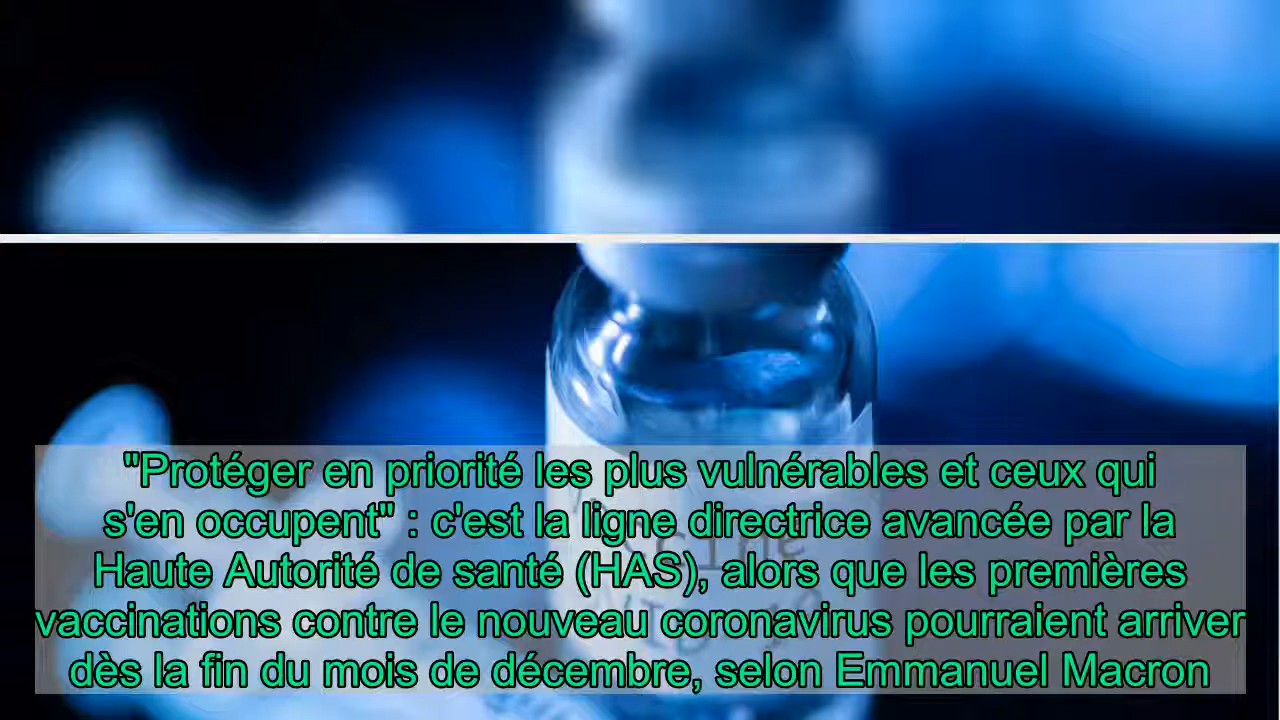 "Protéger en priorité les plus vulnérables et ceux qui
s'en occupent" : c'est la ligne directrice avancée par la
Haute Autorité de santé (HAS), alors que les premières
vaccinations contre le nouveau coronavirus pourraient arriver
dès la fin du mois de décembre, selon Emmanuel Macron